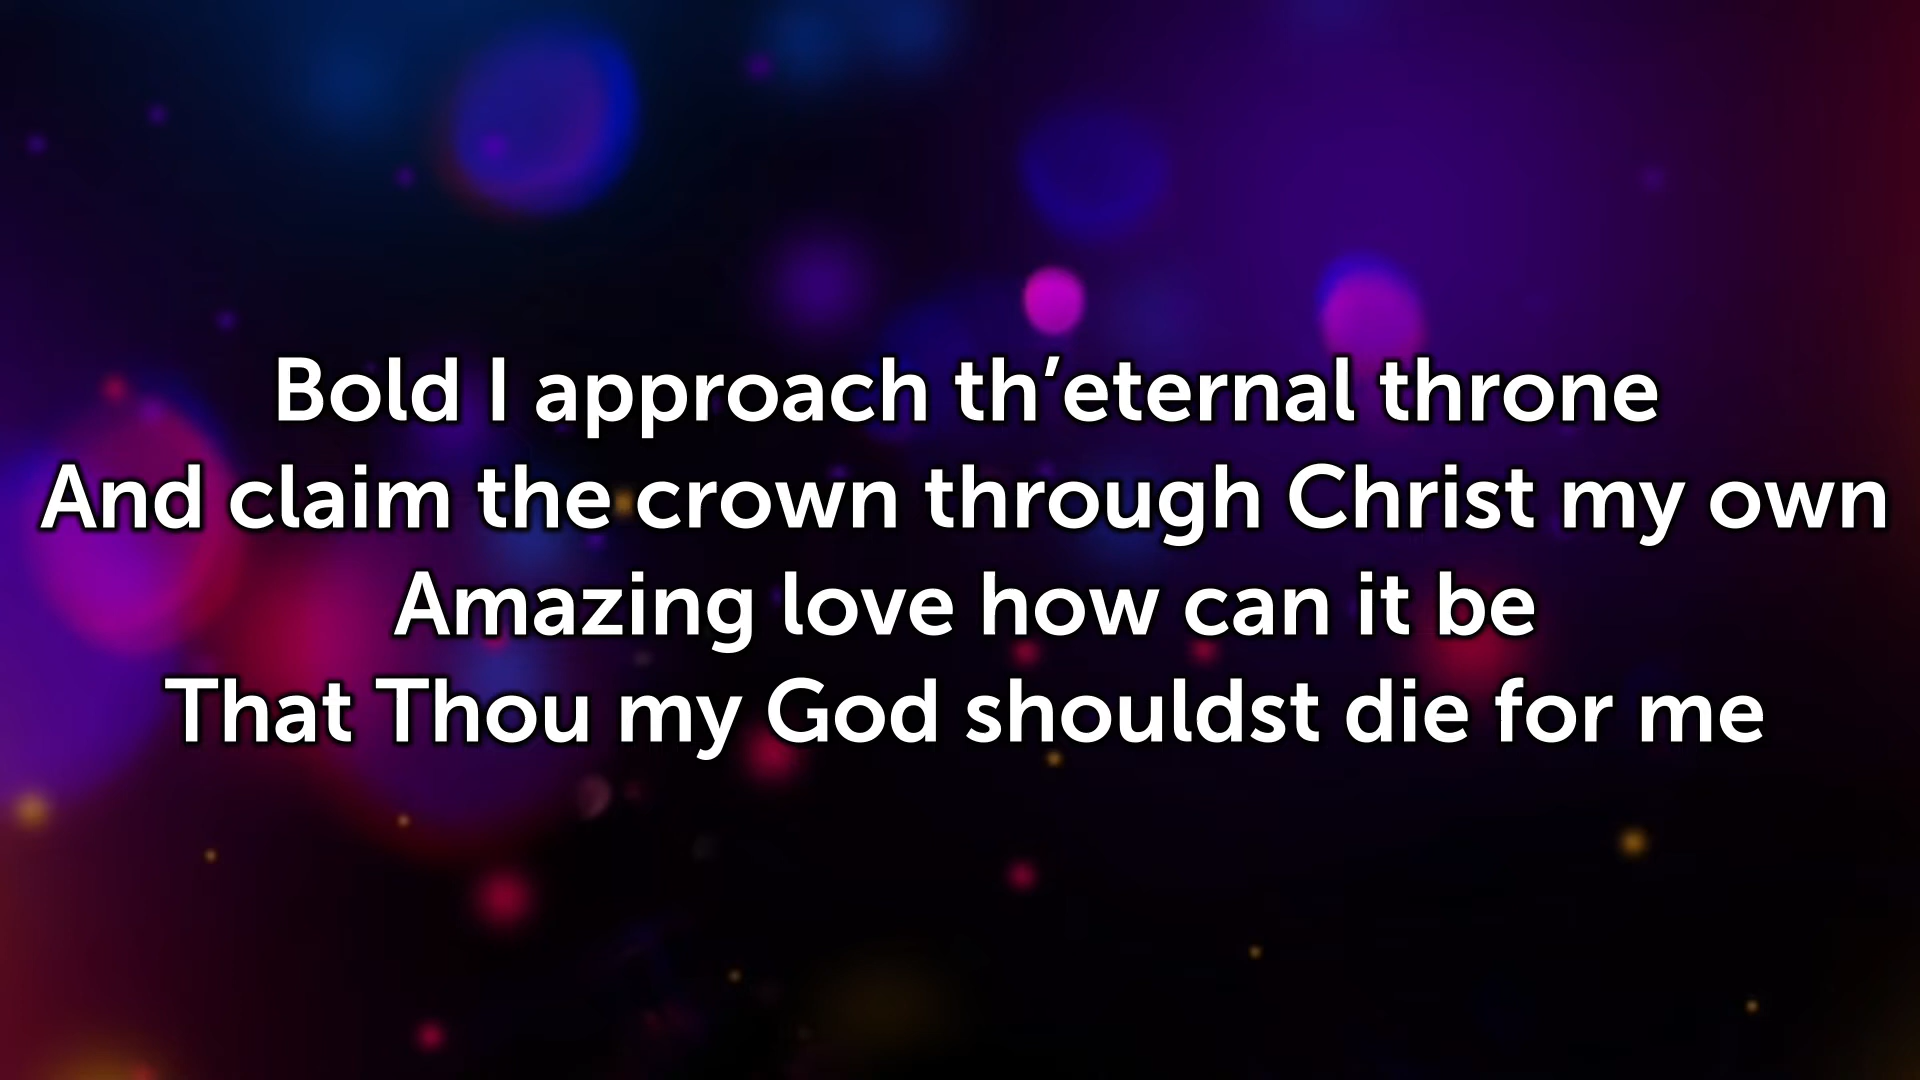 Bold I approach th’eternal throne
And claim the crown through Christ my own
Amazing love how can it be
That Thou my God shouldst die for me